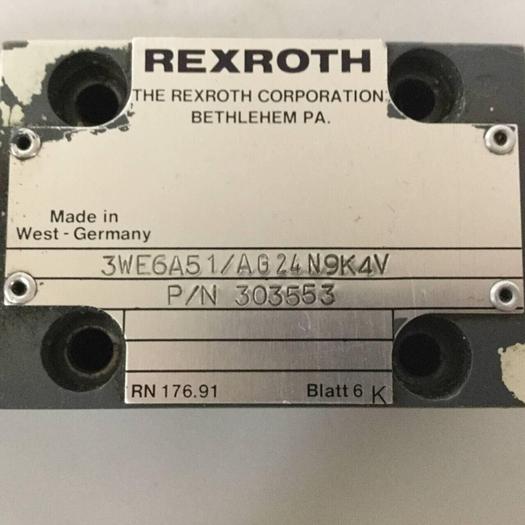 REXROTH
THE REXROTH CORPORATION
BETHLEHEM PA.
Made in
West - Germany
3WE6A51/AG24N9K4V
P/N 303553
RN 176.91 Blatt 6 K